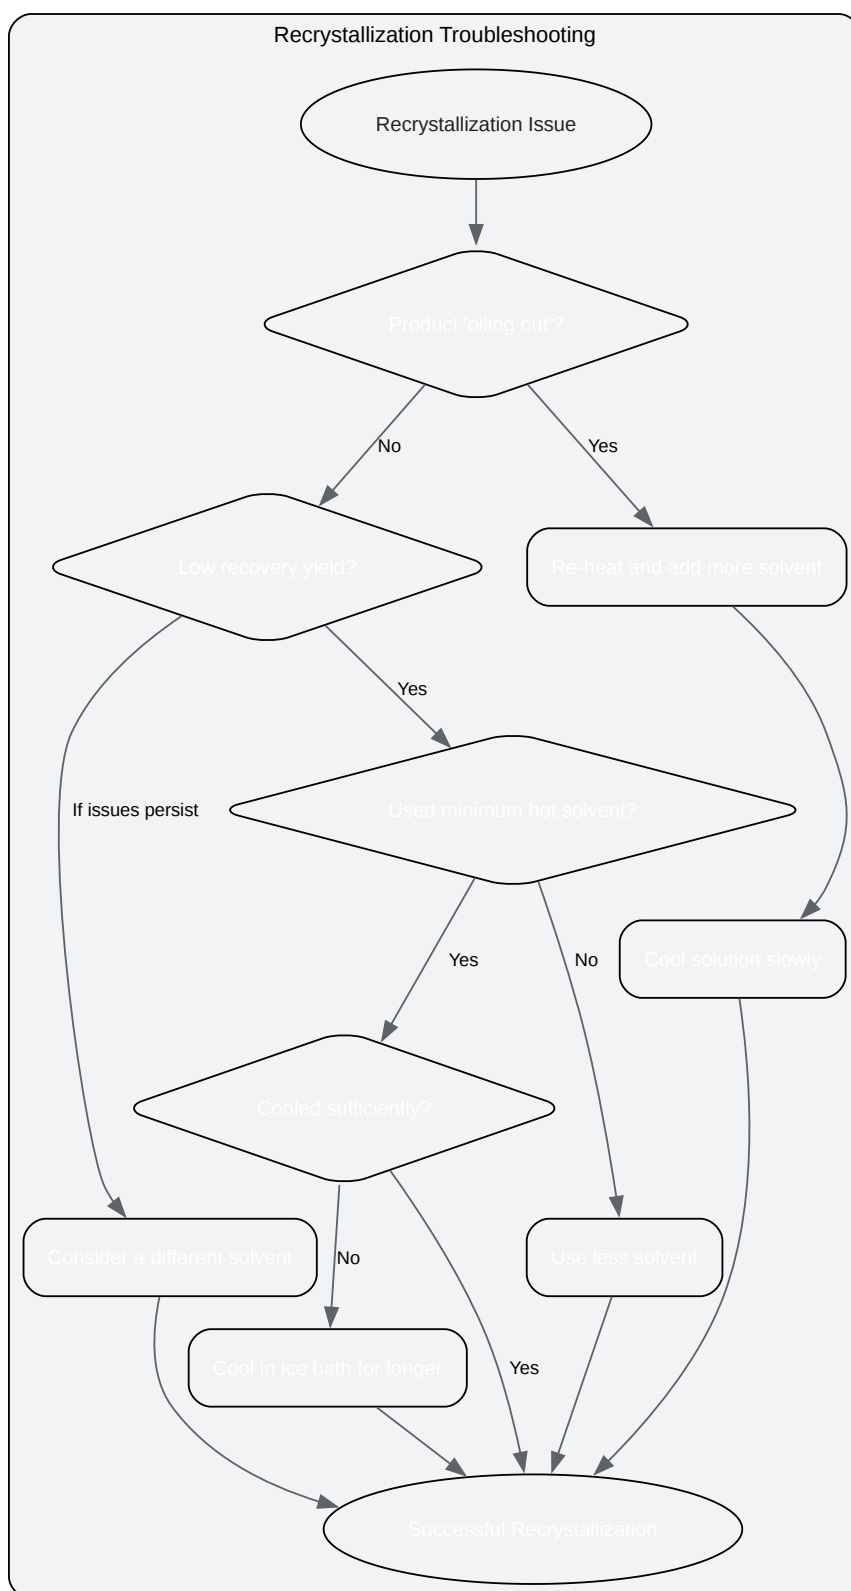 Recrystallization Troubleshooting
Recrystallization Issue
Product 'oiling out'?
No
Yes
Low recovery yield?
Re-heat and add more solvent
Yes
If issues persist
Used minimum hot solvent?
Yes
No
Cool solution slowly
Cooled sufficiently?
Consider a different solvent
No
Use less solvent
Cool in ice bath for longer
Yes
Successful Recrystallization